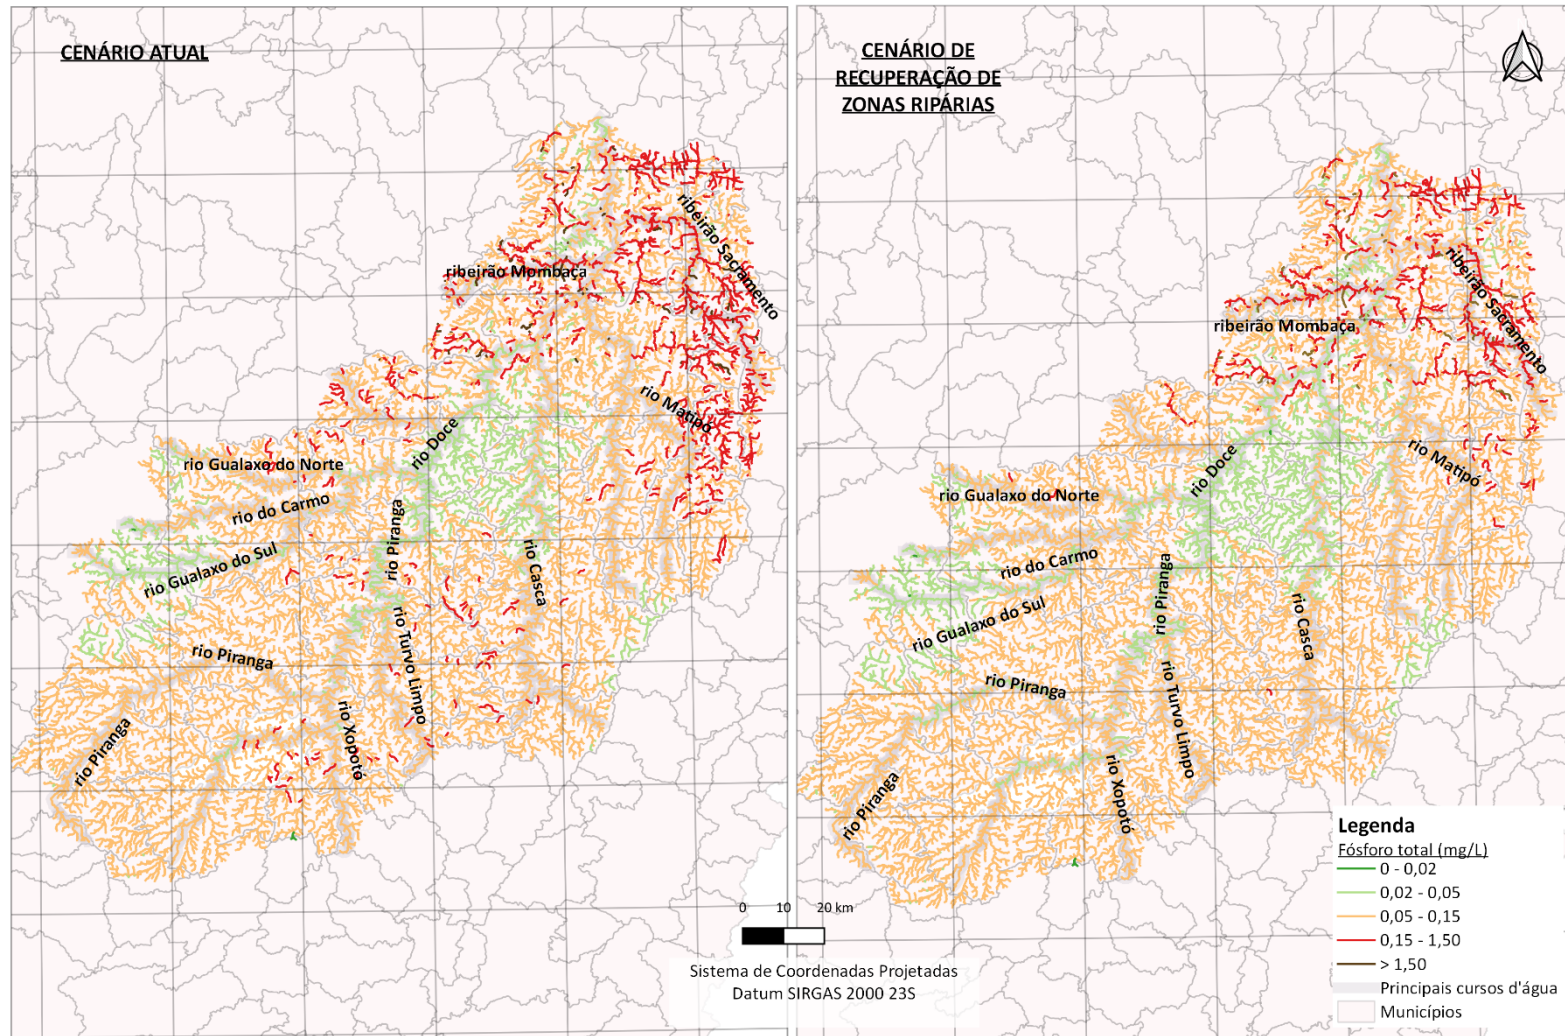 CENÁRIO ATUAL
ribeirão Sacramento
ribeirão Mombaça
rio Matipó
rio Doce
rio Gualaxo do Norte
rio do Carmo
rio Piranga
rio Gualaxo do Sul
rio Casca
rio Turvo Limpo
rio Piranga
rio Xopotó
rio Piranga
CENÁRIO DE
RECUPERAÇÃO DE
ZONAS RIPÁRIAS
ribeirão Sacramento
ribeirão Mombaça
rio Matipó
rio Doce
rio Gualaxo do Norte
rio do Carmo
rio Piranga
rio Gualaxo do Sul
rio Casca
rio Turvo Limpo
rio Piranga
rio Xopotó
rio Piranga
0 10 20 km
Sistema de Coordenadas Projetadas
Datum SIRGAS 2000 23S
Legenda
Fósforo total (mg/L)
0 - 0,02
0,02 - 0,05
0,05 - 0,15
0,15 - 1,50
> 1,50
Principais cursos d'água
Municípios